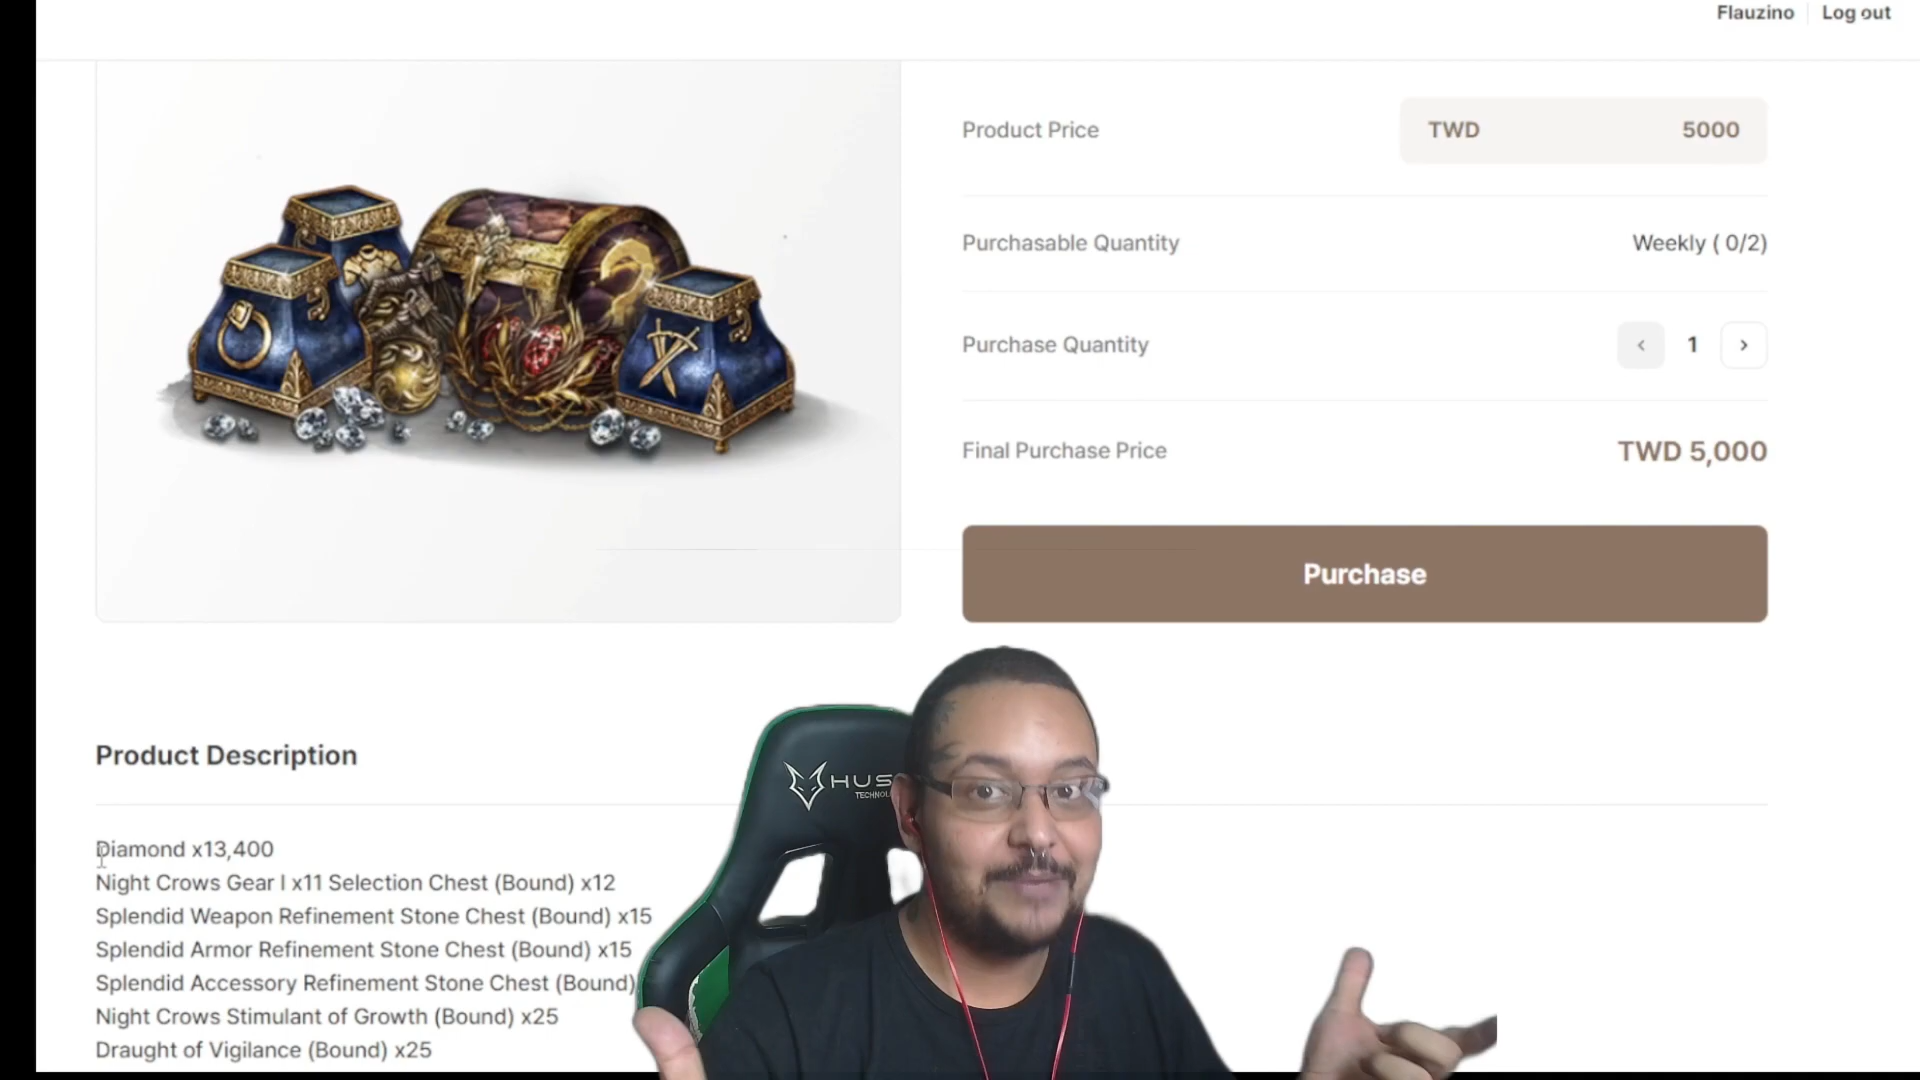 Flauzino
Log out
Product Price
TWD 5000
Purchasable Quantity
Weekly ( 0/2)
Purchase Quantity
‹ 1 ›
Final Purchase Price
TWD 5,000
Purchase
Product Description
Diamond x13,400
Night Crows Gear I x11 Selection Chest (Bound) x12
Splendid Weapon Refinement Stone Chest (Bound) x15
Splendid Armor Refinement Stone Chest (Bound) x15
Splendid Accessory Refinement Stone Chest (Bound)
Night Crows Stimulant of Growth (Bound) x25
Draught of Vigilance (Bound) x25